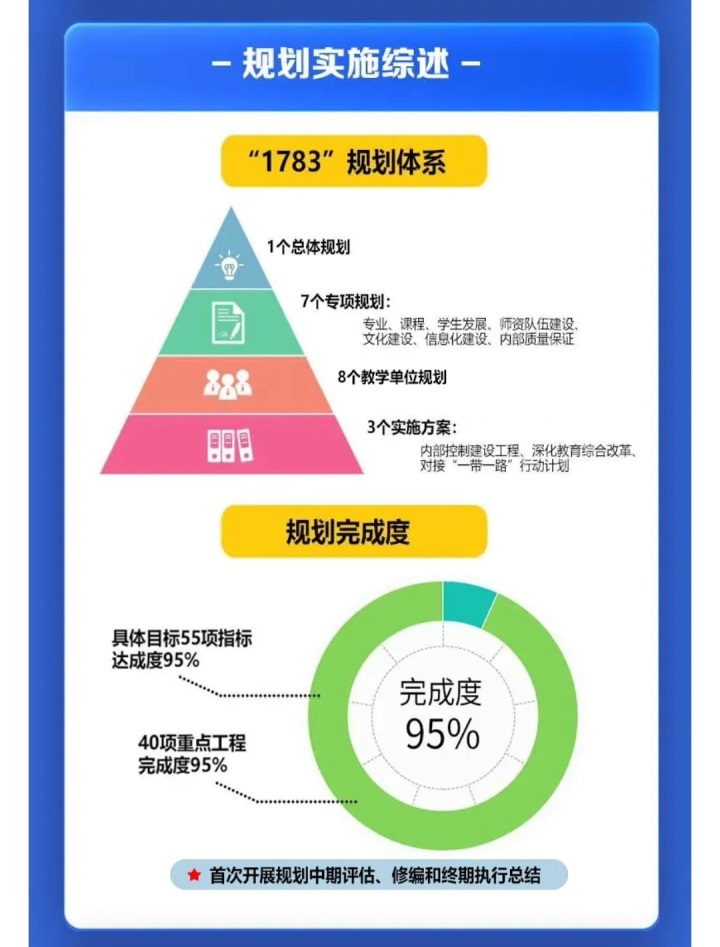 – 规划实施综述 –
“1783”规划体系
1个总体规划
7个专项规划：
专业、课程、学生发展、师资队伍建设、
文化建设、信息化建设、内部质量保证
8个教学单位规划
3个实施方案：
内部控制建设工程、深化教育综合改革、
对接“一带一路”行动计划
规划完成度
具体目标55项指标
达成度95%
40项重点工程
完成度95%
完成度
95%
首次开展规划中期评估、修编和终期执行总结